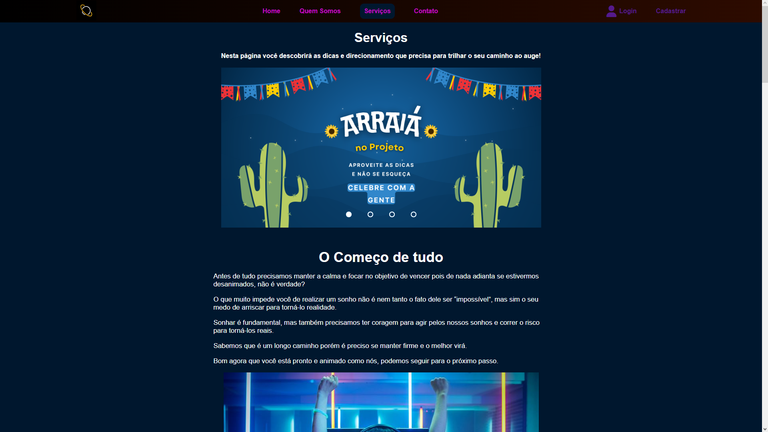 Home Quem Somos Serviços Contato Login Cadastrar
Serviços
Nesta página você descobrirá as dicas e direcionamento que precisa para trilhar o seu caminho ao auge!
ARRAIÁ
no Projeto
APROVEITE AS DICAS
E NÃO SE ESQUEÇA
CELEBRE COM A
GENTE
O Começo de tudo
Antes de tudo precisamos manter a calma e focar no objetivo de vencer pois de nada adianta se estivermos
desanimados, não é verdade?
O que muito impede você de realizar um sonho não é nem tanto o fato dele ser "impossível", mas sim o seu
medo de arriscar para torná-lo realidade.
Sonhar é fundamental, mas também precisamos ter coragem para agir pelos nossos sonhos e correr o risco
para torná-los reais.
Sabemos que é um longo caminho porém é preciso se manter firme e o melhor virá.
Bom agora que você está pronto e animado como nós, podemos seguir para o próximo passo.